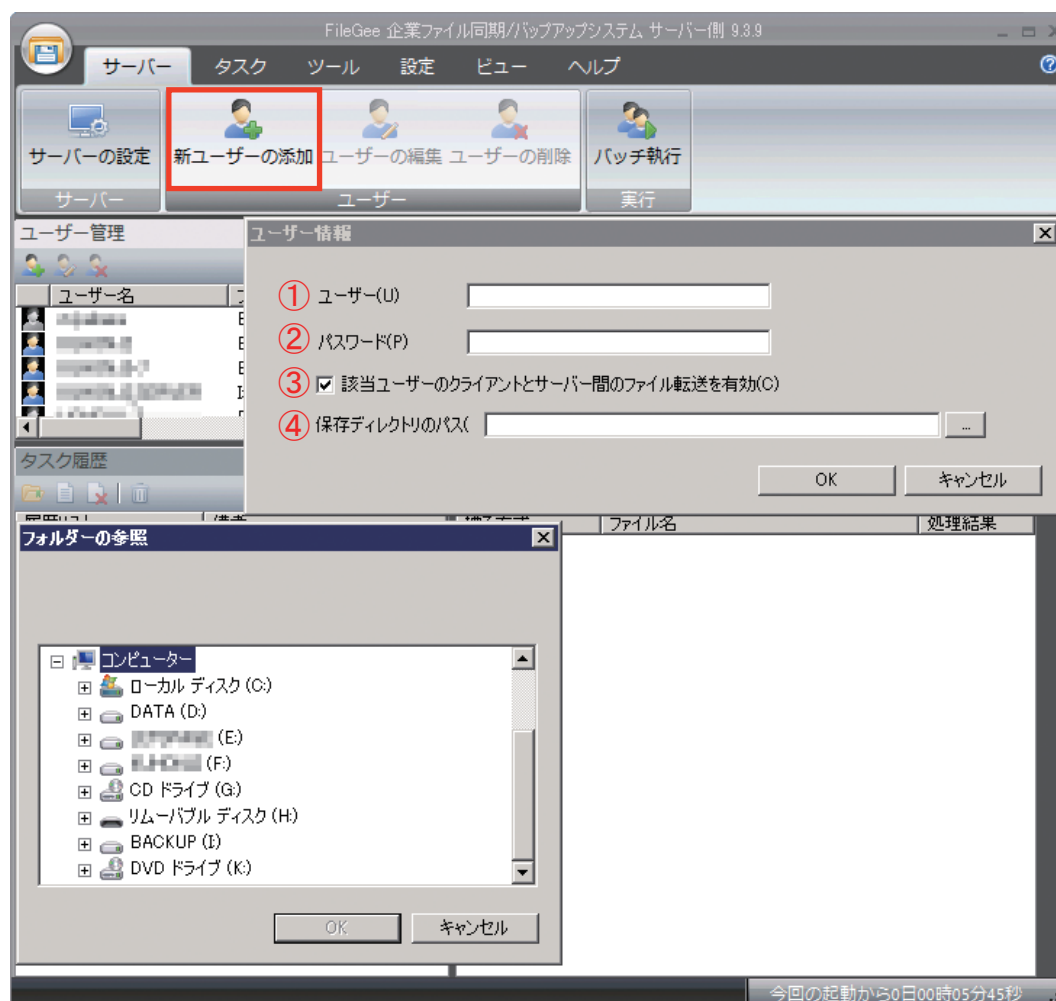 FileGee 企業ファイル同期/バップアップシステム サーバー側 9.3.9
サーバー タスク ツール 設定 ビュー ヘルプ
サーバーの設定 新ユーザーの添加 ユーザーの編集 ユーザーの削除 バッチ執行
サーバー ユーザー 実行
ユーザー管理
ユーザー名
ユーザー情報
① ユーザー(U)
② パスワード(P)
③ 該当ユーザーのクライアントとサーバー間のファイル転送を有効(C)
④ 保存ディレクトリのパス( ...
OK キャンセル
タスク履歴
ファイル名 処理結果
フォルダーの参照
コンピューター
ローカル ディスク (C:)
DATA (D:)
(E:)
(F:)
CD ドライブ (G:)
リムーバブル ディスク (H:)
BACKUP (I:)
DVD ドライブ (K:)
OK キャンセル
今回の起動から0日00時05分45秒